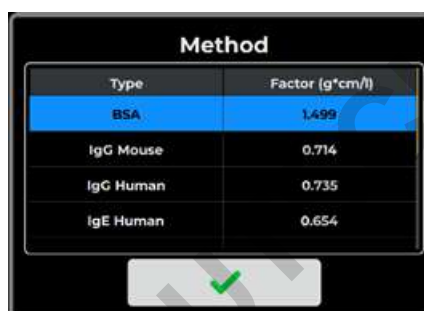 Method
Type Factor (g*cm/l)
BSA 1.499
IgG Mouse 0.714
IgG Human 0.735
IgE Human 0.654